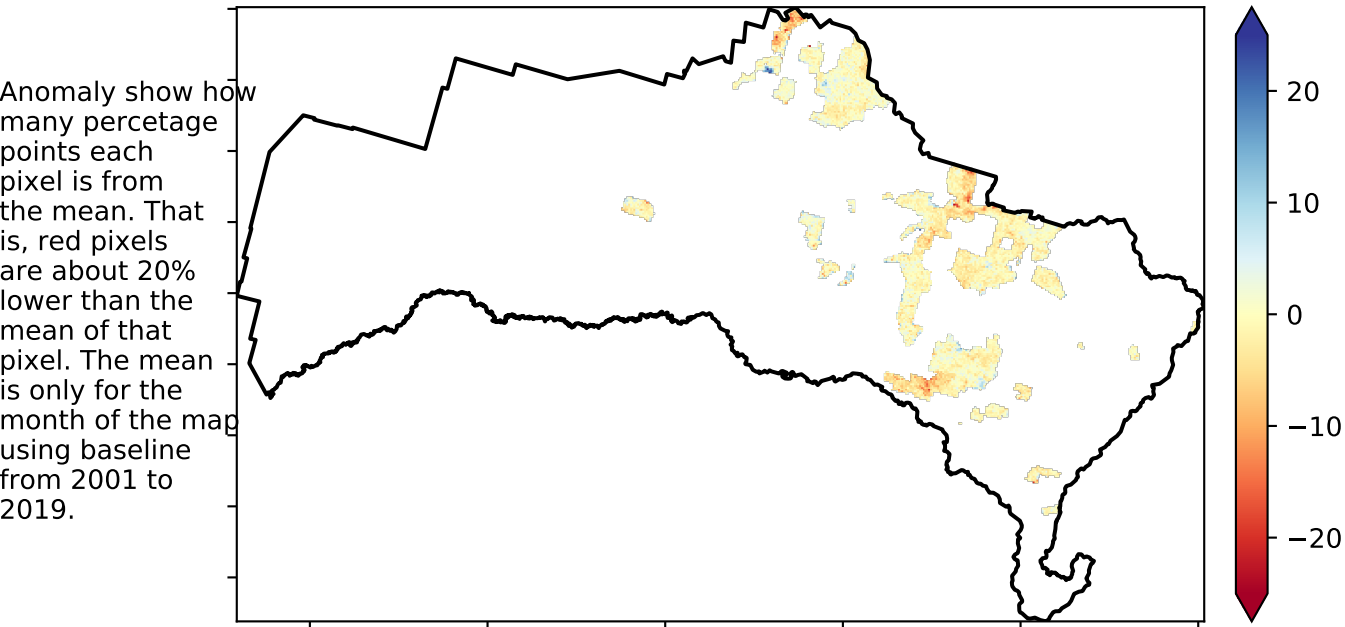 Anomaly show how
many percetage
points each
pixel is from
the mean. That
is, red pixels
are about 20%
lower than the
mean of that
pixel. The mean
is only for the
month of the map
using baseline
from 2001 to
2019.
20
10
0
−10
−20